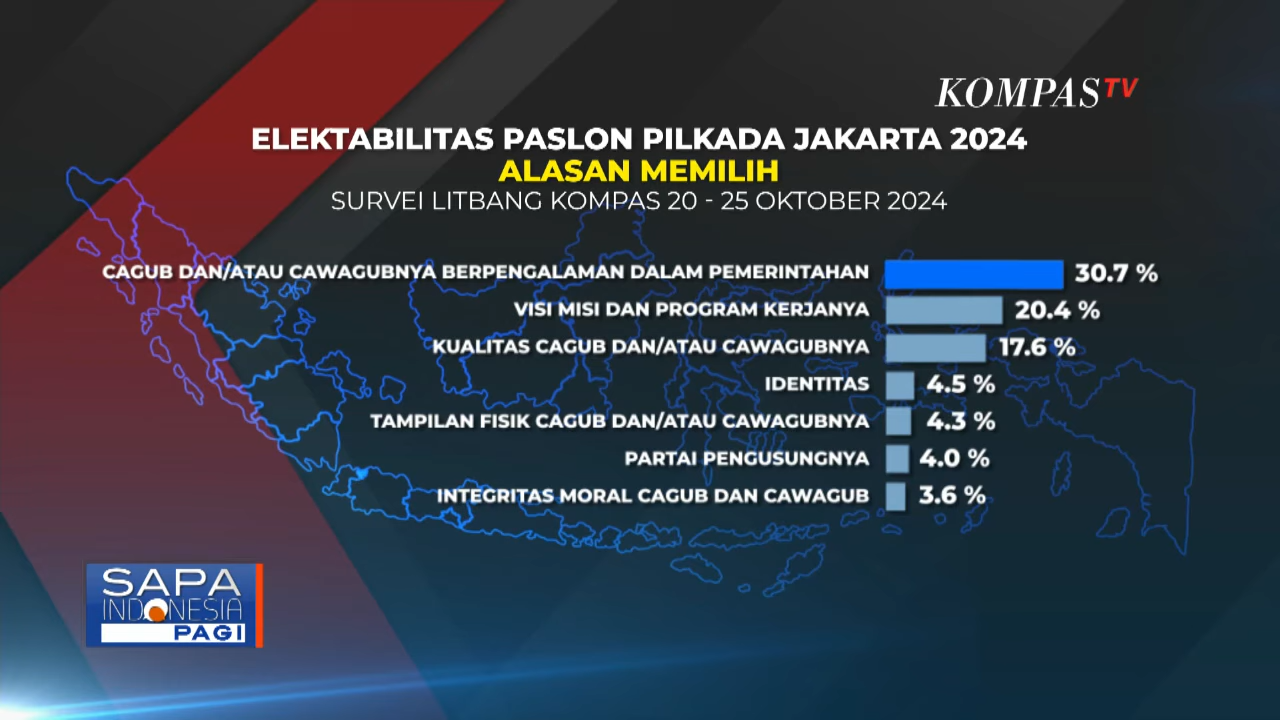 KOMPAS TV
ELEKTABILITAS PASLON PILKADA JAKARTA 2024
ALASAN MEMILIH
SURVEI LITBANG KOMPAS 20 - 25 OKTOBER 2024
CAGUB DAN/ATAU CAWAGUBNYA BERPENGALAMAN DALAM PEMERINTAHAN 30.7 %
VISI MISI DAN PROGRAM KERJANYA 20.4 %
KUALITAS CAGUB DAN/ATAU CAWAGUBNYA 17.6 %
IDENTITAS 4.5 %
TAMPILAN FISIK CAGUB DAN/ATAU CAWAGUBNYA 4.3 %
PARTAI PENGUSUNGNYA 4.0 %
INTEGRITAS MORAL CAGUB DAN CAWAGUB 3.6 %
SAPA
INDONESIA
PAGI